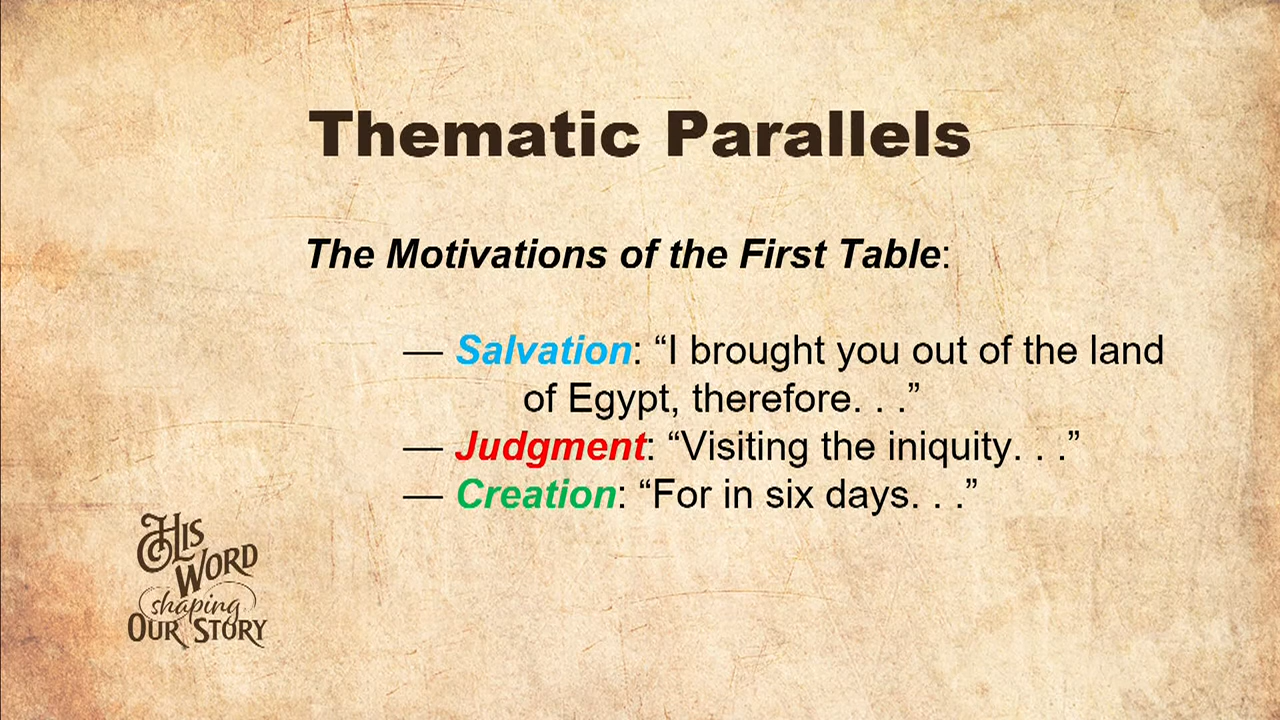 Thematic Parallels
The Motivations of the First Table:
— Salvation: “I brought you out of the land
of Egypt, therefore. . .”
— Judgment: “Visiting the iniquity. . .”
— Creation: “For in six days. . .”
HIS
WORD
shaping
OUR STORY